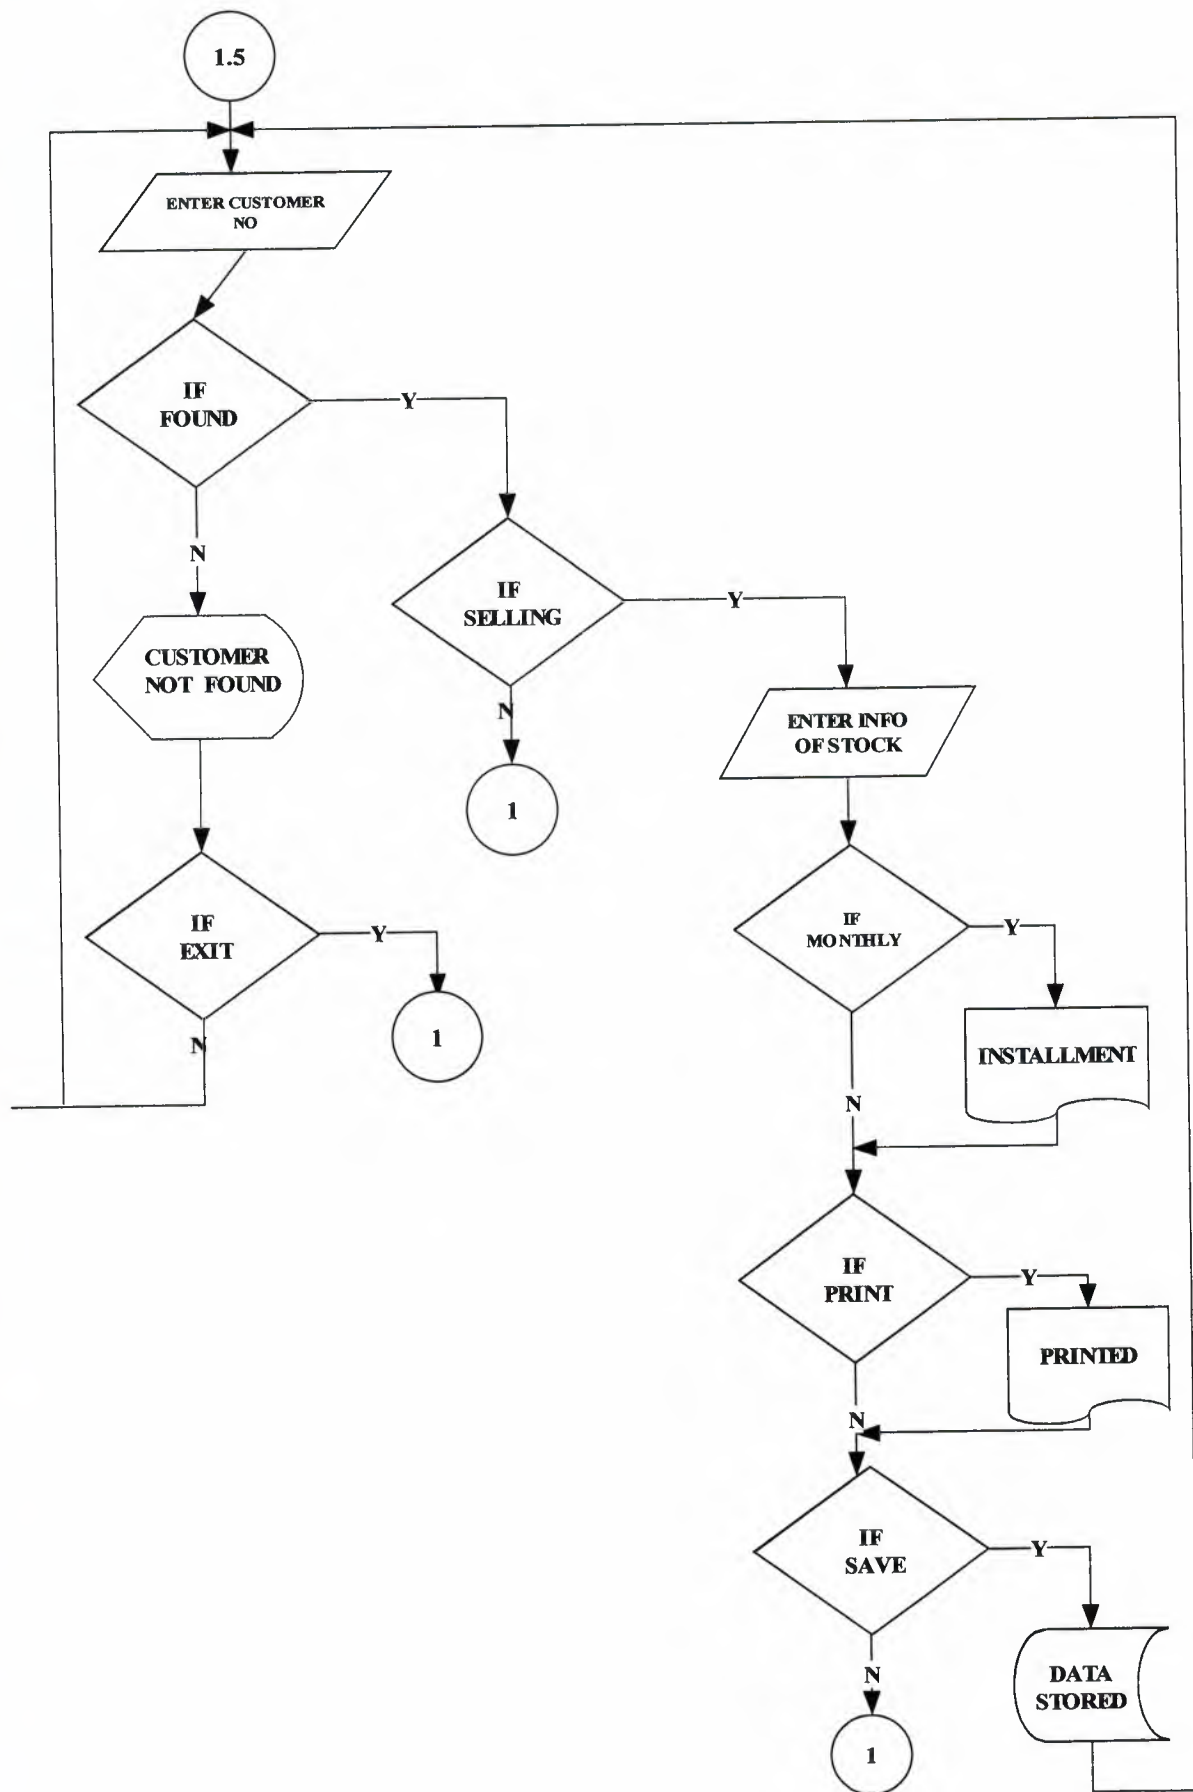 1.5
ENTER CUSTOMER
NO
IF
FOUND
Y
N
IF
SELLING
Y
CUSTOMER
NOT FOUND
N
ENTER INFO
OF STOCK
1
IF
EXIT
Y
IF
MONTHLY
Y
1
N
INSTALLMENT
N
IF
PRINT
Y
PRINTED
N
IF
SAVE
Y
N
DATA
STORED
1